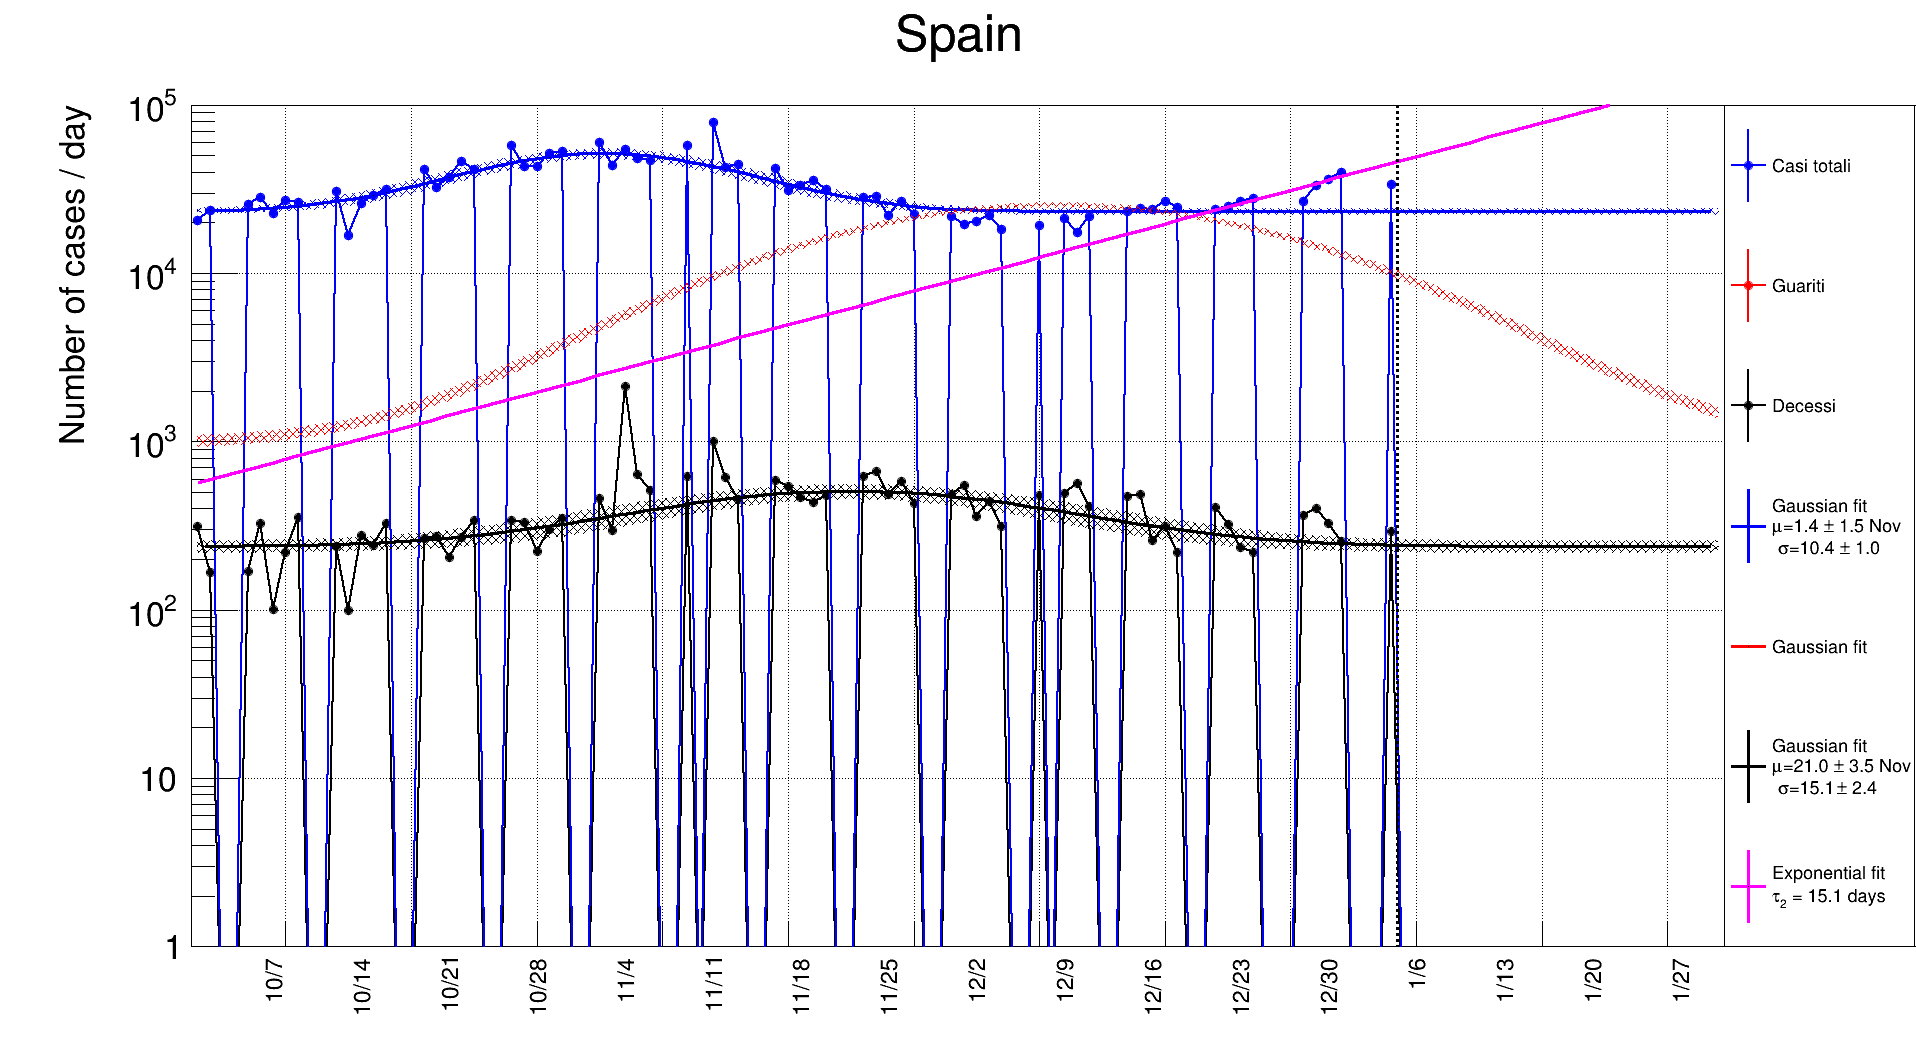 Spain
Number of cases / day
10^5
10^4
10^3
10^2
10
1
10/7
10/14
10/21
10/28
11/4
11/11
11/18
11/25
12/2
12/9
12/16
12/23
12/30
1/6
1/13
1/20
1/27
Casi totali
Guariti
Decessi
Gaussian fit
μ=1.4 ± 1.5 Nov
σ=10.4 ± 1.0
Gaussian fit
Gaussian fit
μ=21.0 ± 3.5 Nov
σ=15.1 ± 2.4
Exponential fit
τ₂ = 15.1 days